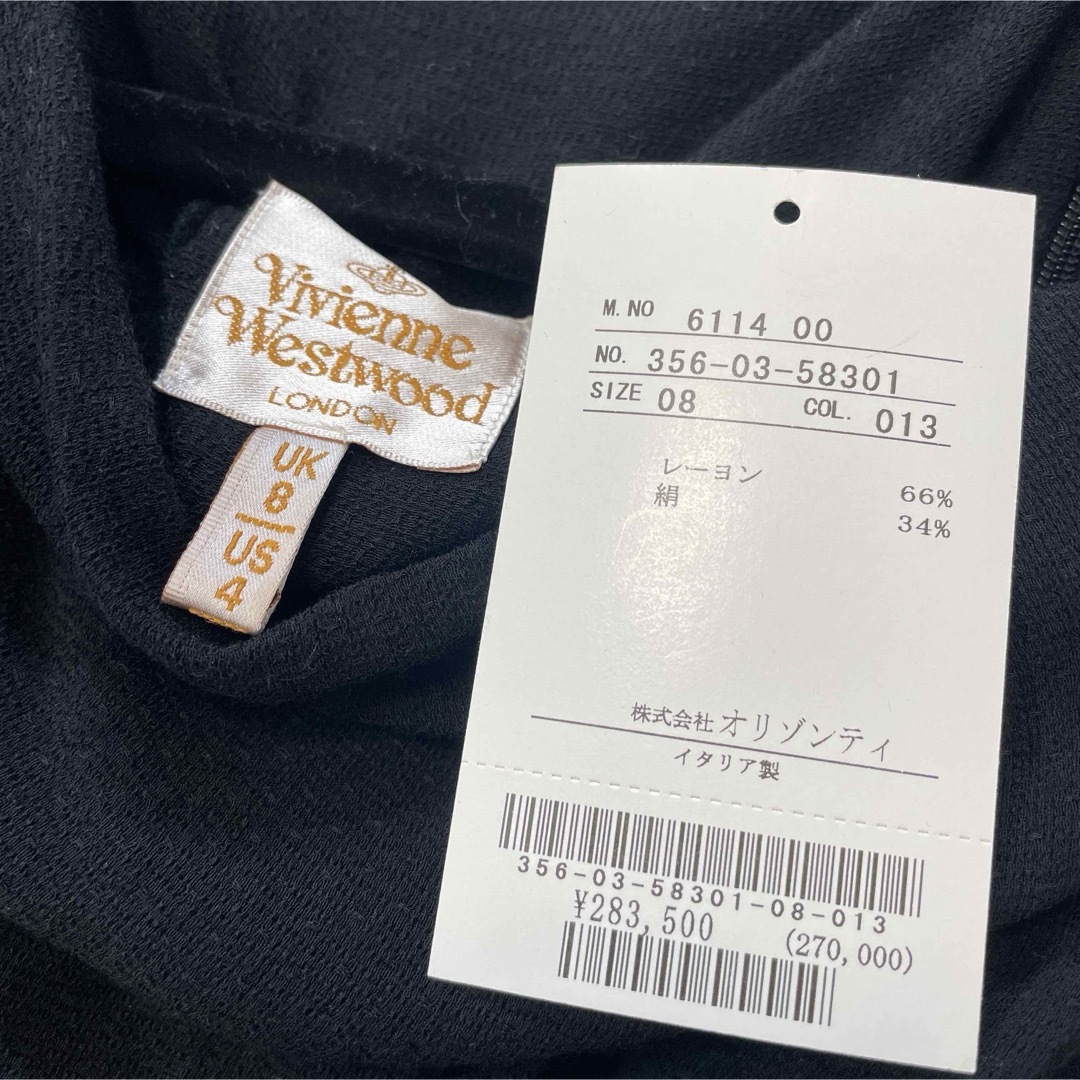 Vivienne
Westwood
LONDON
UK
8
US
4
M. NO 6114 00
NO. 356-03-58301
SIZE 08 COL. 013
レーヨン 66%
絹 34%
株式会社オリゾンティ
イタリア製
356-03-58301-08-013
¥283,500 (270,000)